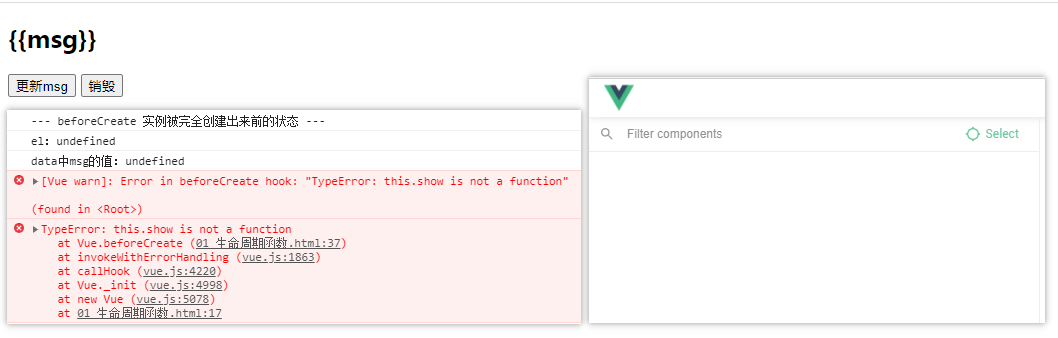 {{msg}}
更新msg 销毁
--- beforeCreate 实例被完全创建出来前的状态 ---
el: undefined
data中msg的值: undefined
[Vue warn]: Error in beforeCreate hook: "TypeError: this.show is not a function"
(found in <Root>)
TypeError: this.show is not a function
at Vue.beforeCreate (01 生命周期函数.html:37)
at invokeWithErrorHandling (vue.js:1863)
at callHook (vue.js:4220)
at Vue._init (vue.js:4998)
at new Vue (vue.js:5078)
at 01 生命周期函数.html:17
Filter components Select